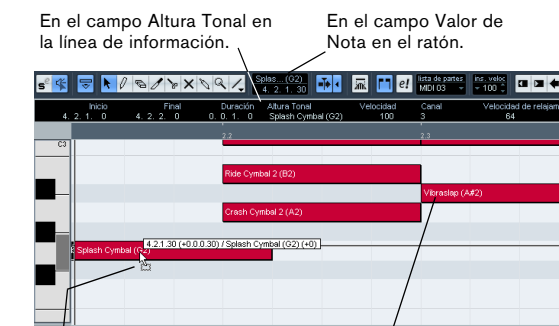 En el campo Altura Tonal en
la línea de información.
En el campo Valor de
Nota en el ratón.
Splas... (G2)
4. 2. 1. 30
lista de partes
MIDI 03
ins. veloc
100
Inicio Final Duración Altura Tonal Velocidad Canal Velocidad de relajam
4. 2. 1. 0 4. 2. 2. 0 0. 0. 1. 0 Splash Cymbal (G2) 100 3 64
2.2 2.3
C3
Ride Cymbal 2 (B2)
Vibraslap (A#2)
Crash Cymbal 2 (A2)
Splash Cymbal (G2)
4.2.1.30 (+0.0.0.30) / Splash Cymbal (G2) (+0)